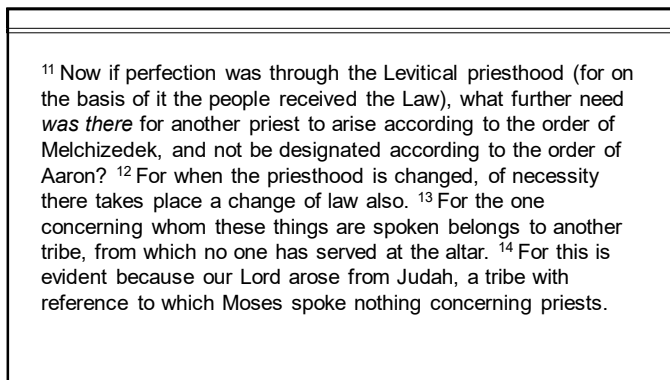 ¹¹ Now if perfection was through the Levitical priesthood (for on
the basis of it the people received the Law), what further need
was there for another priest to arise according to the order of
Melchizedek, and not be designated according to the order of
Aaron? ¹² For when the priesthood is changed, of necessity
there takes place a change of law also. ¹³ For the one
concerning whom these things are spoken belongs to another
tribe, from which no one has served at the altar. ¹⁴ For this is
evident because our Lord arose from Judah, a tribe with
reference to which Moses spoke nothing concerning priests.